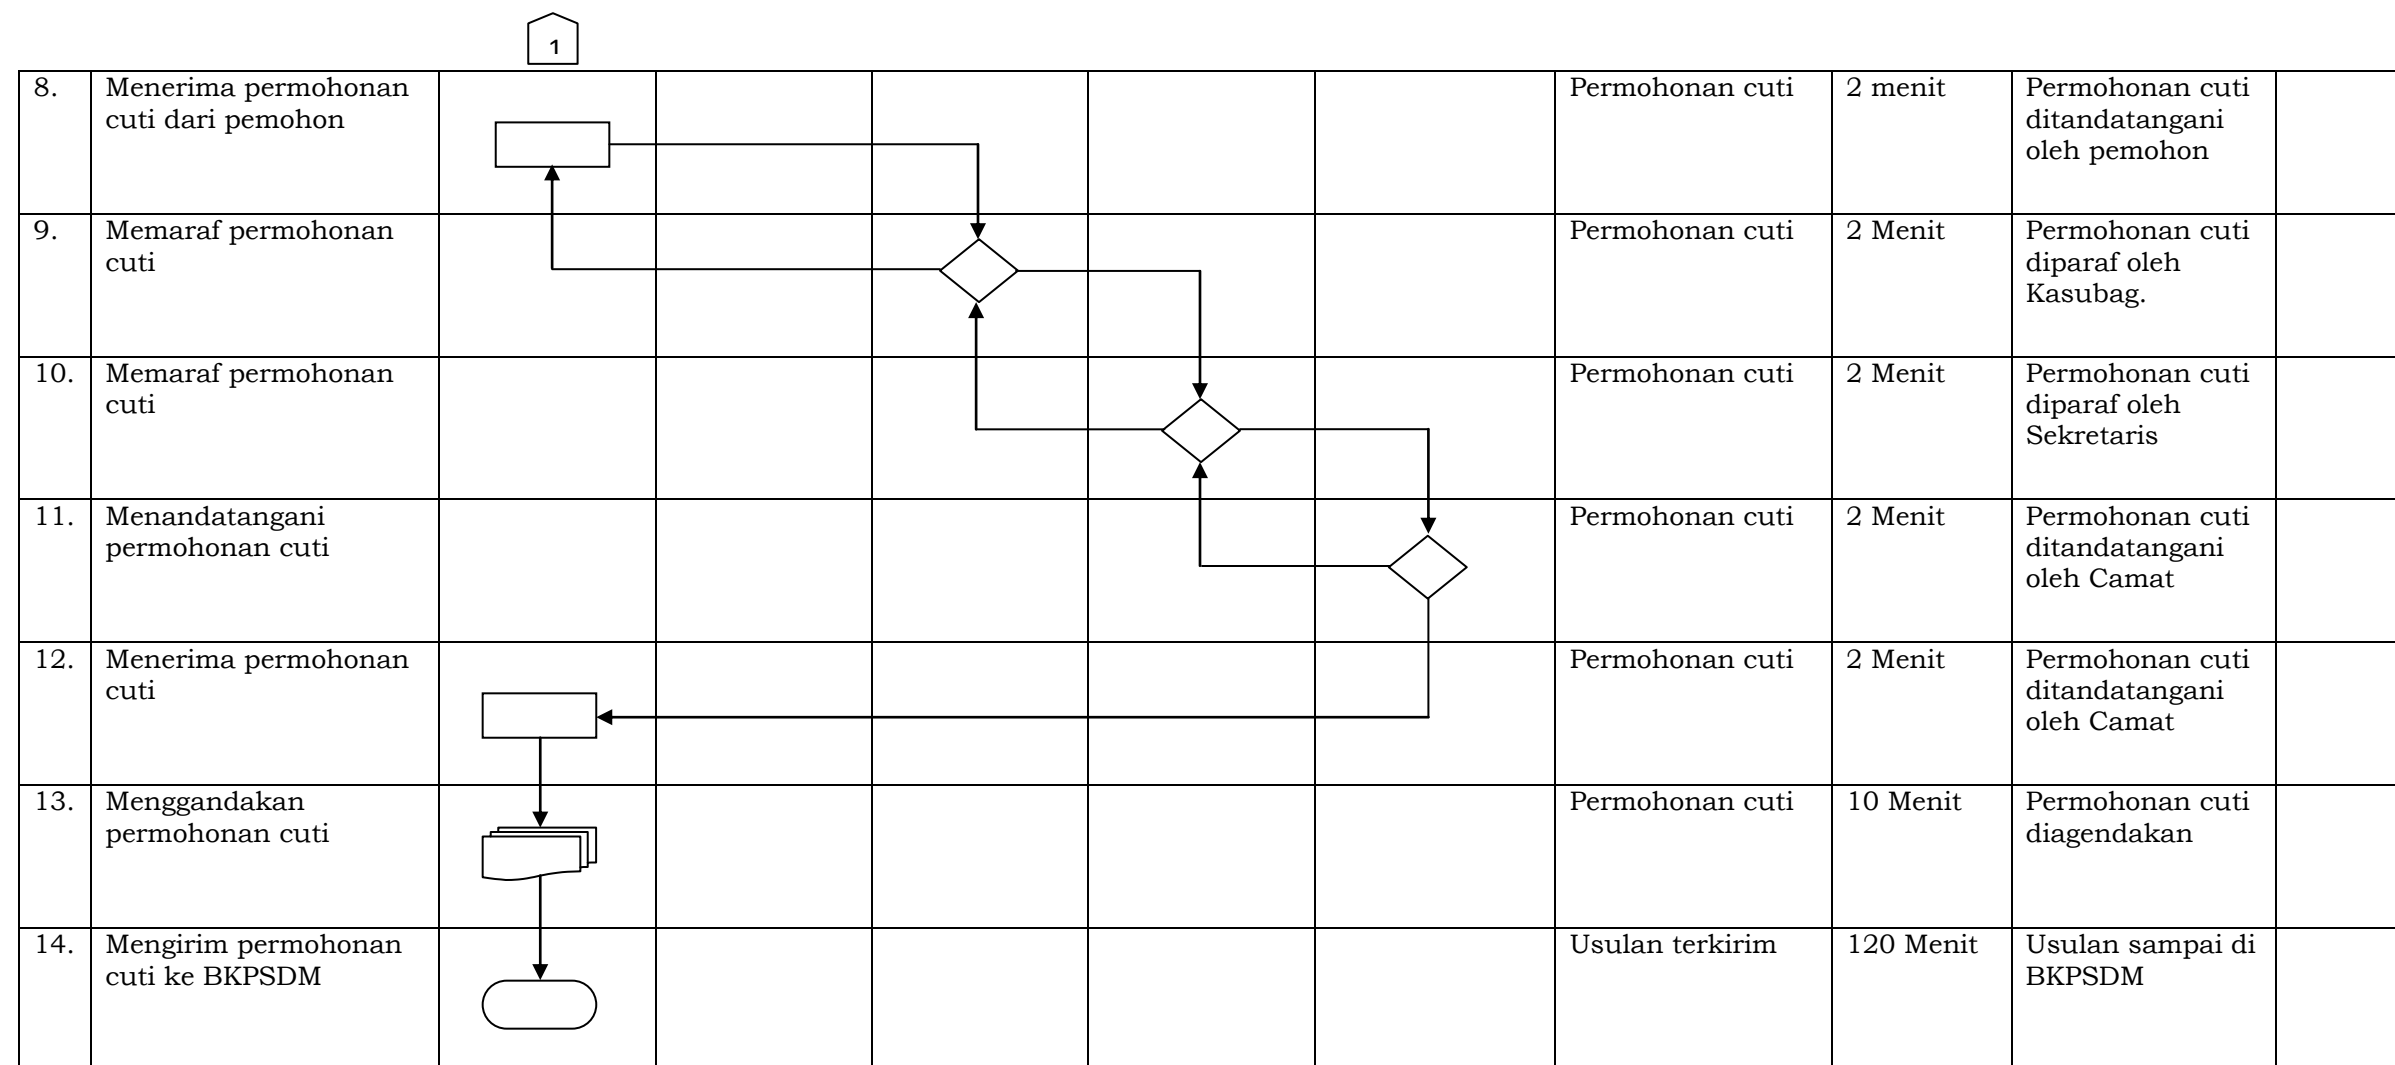 1
8.
Menerima permohonan
cuti dari pemohon
Permohonan cuti
2 menit
Permohonan cuti
ditandatangani
oleh pemohon
9.
Memaraf permohonan
cuti
Permohonan cuti
2 Menit
Permohonan cuti
diparaf oleh
Kasubag.
10.
Memaraf permohonan
cuti
Permohonan cuti
2 Menit
Permohonan cuti
diparaf oleh
Sekretaris
11.
Menandatangani
permohonan cuti
Permohonan cuti
2 Menit
Permohonan cuti
ditandatangani
oleh Camat
12.
Menerima permohonan
cuti
Permohonan cuti
2 Menit
Permohonan cuti
ditandatangani
oleh Camat
13.
Menggandakan
permohonan cuti
Permohonan cuti
10 Menit
Permohonan cuti
diagendakan
14.
Mengirim permohonan
cuti ke BKPSDM
Usulan terkirim
120 Menit
Usulan sampai di
BKPSDM